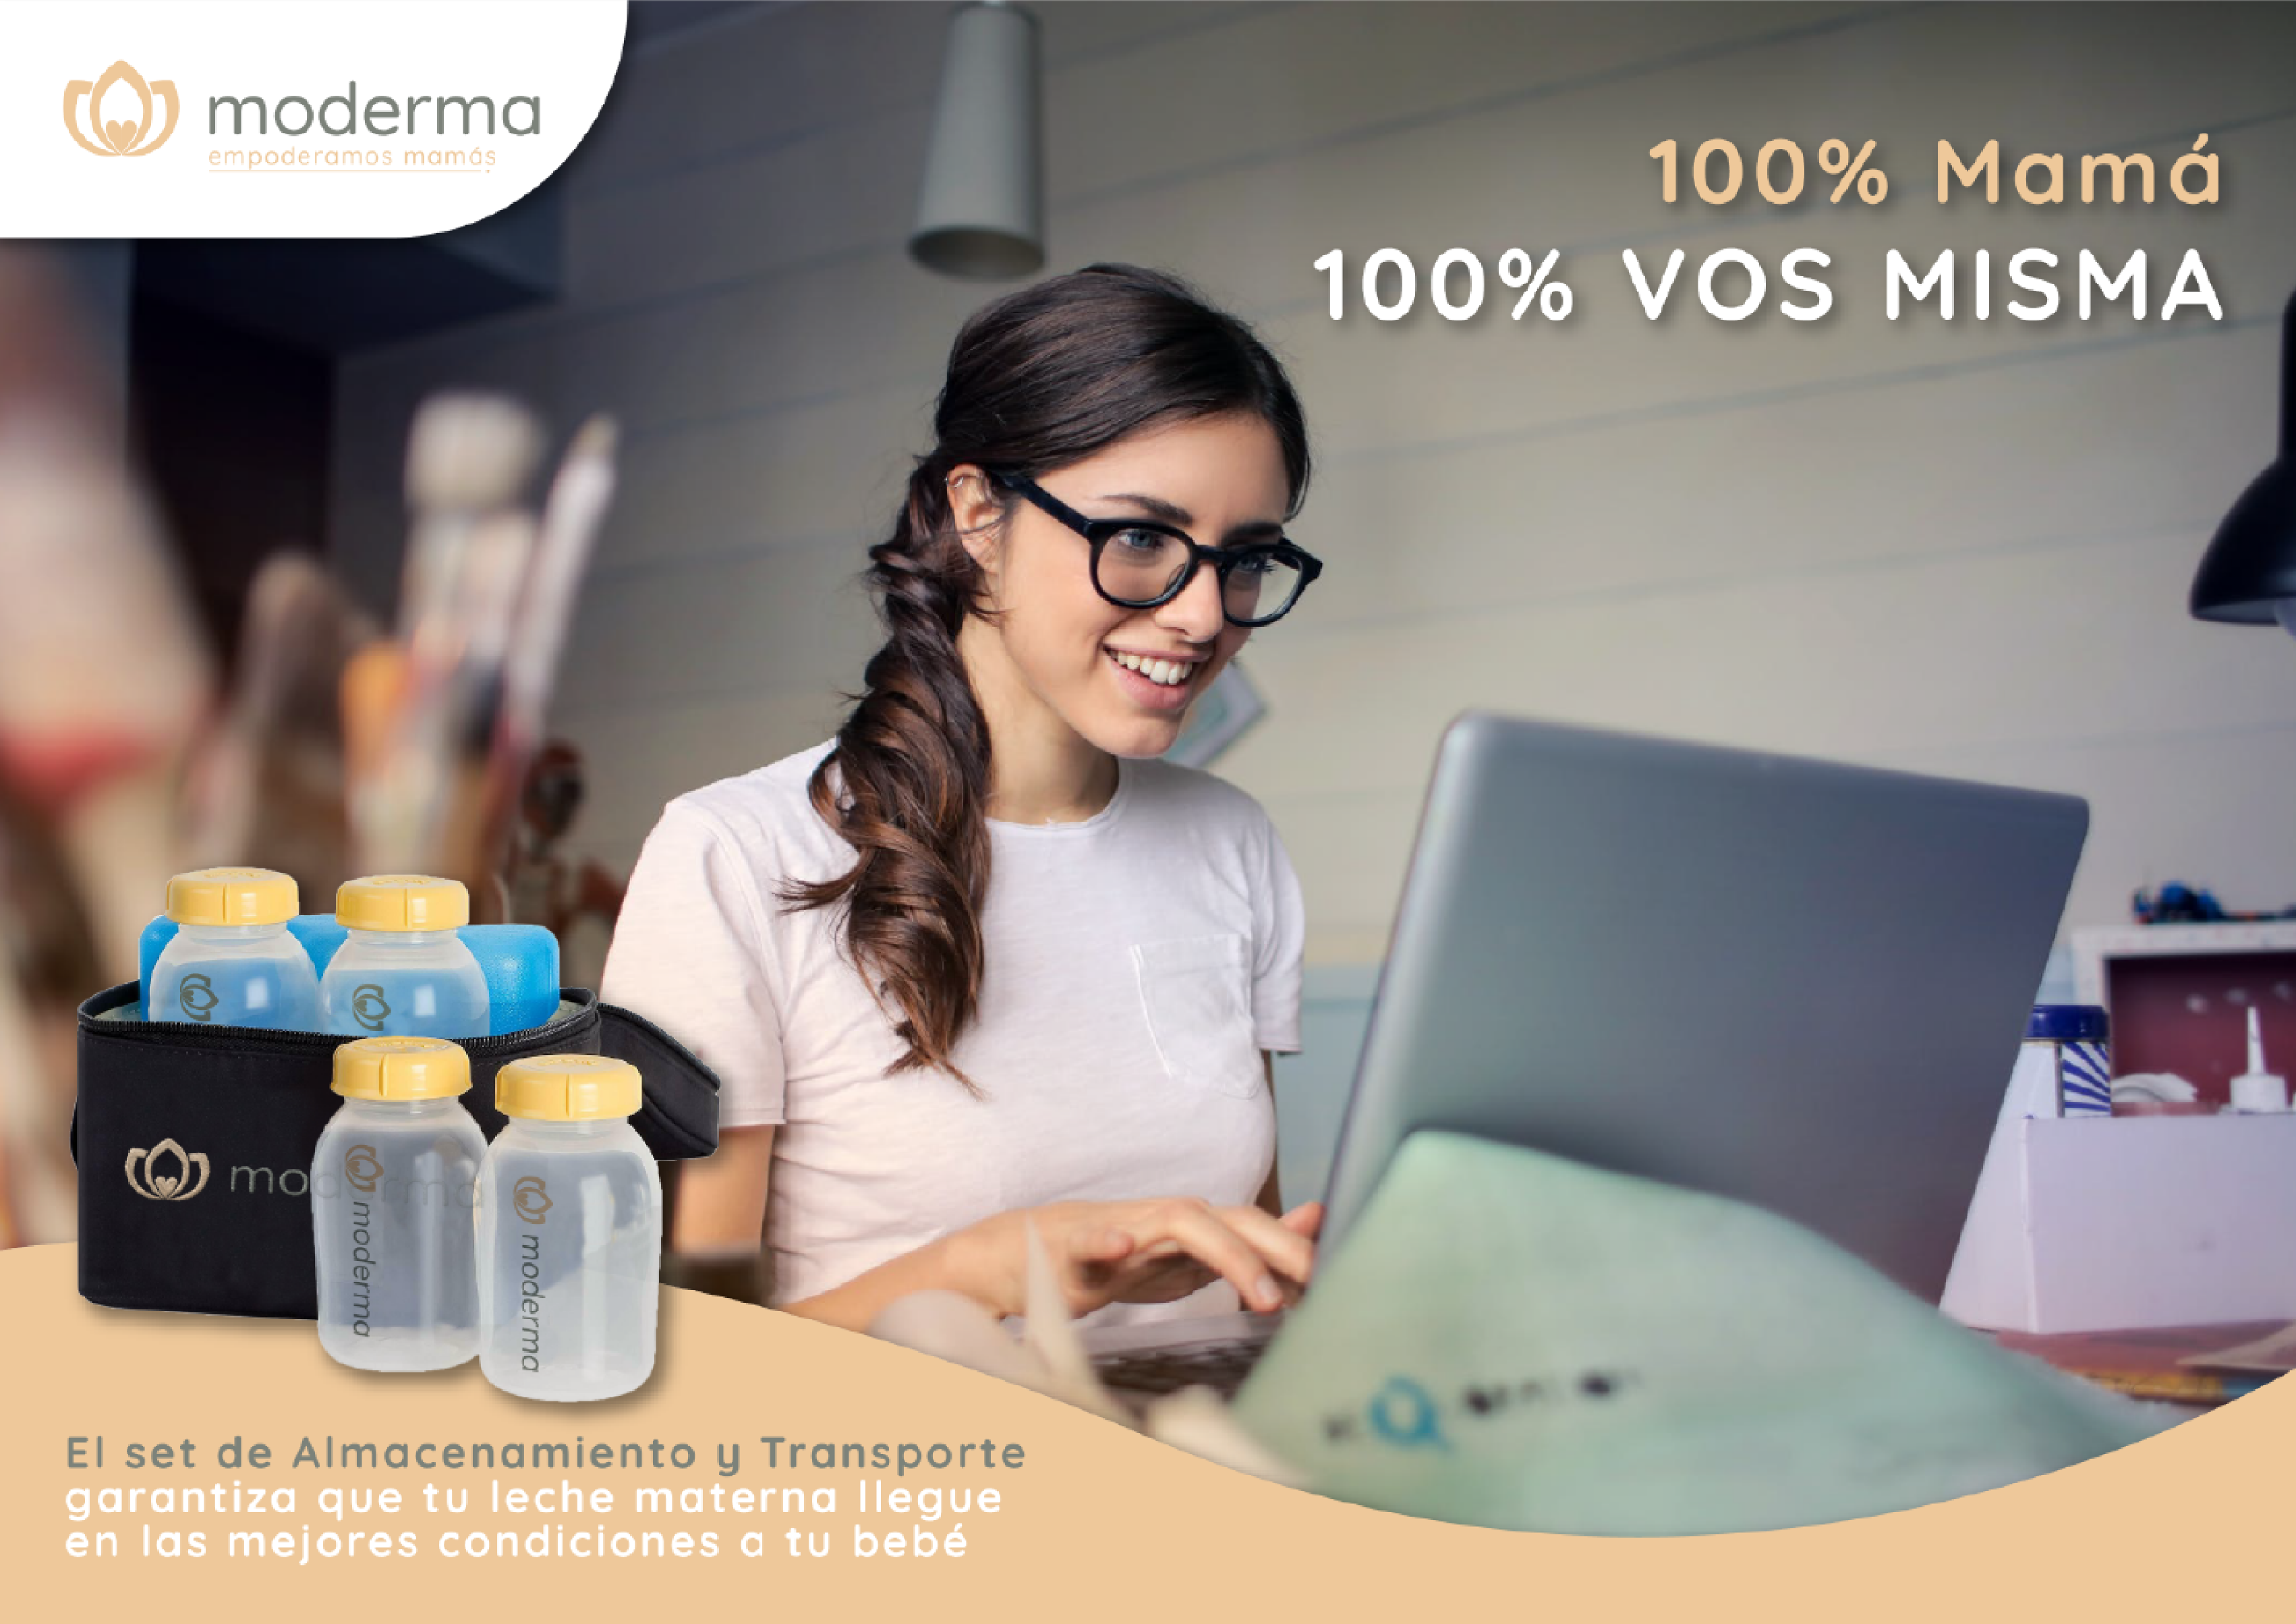 moderma
empoderamos mamás
100% Mamá
100% VOS MISMA
moderma
moderma
moderma
El set de Almacenamiento y Transporte
garantiza que tu leche materna llegue
en las mejores condiciones a tu bebé